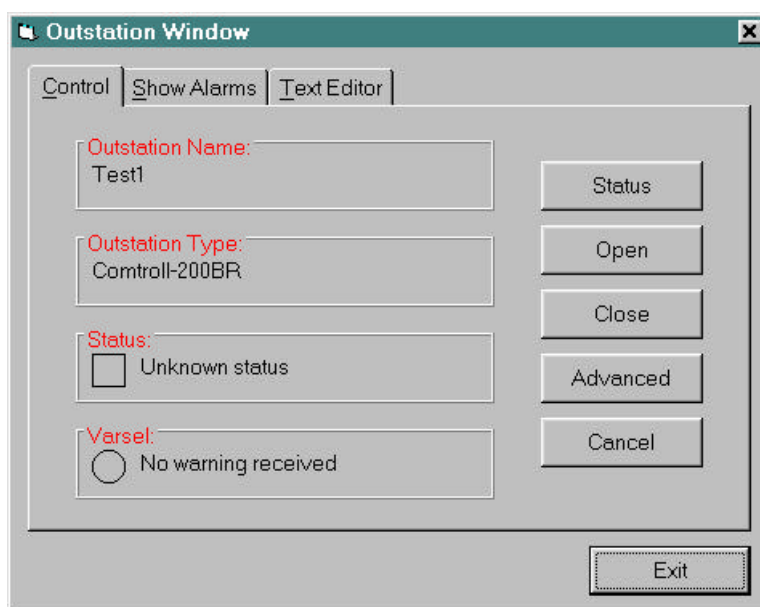 Outstation Window
Control Show Alarms Text Editor
Outstation Name:
Test1
Status
Outstation Type:
Comtroll-200BR
Open
Close
Status:
Unknown status
Advanced
Varsel:
No warning received
Cancel
Exit